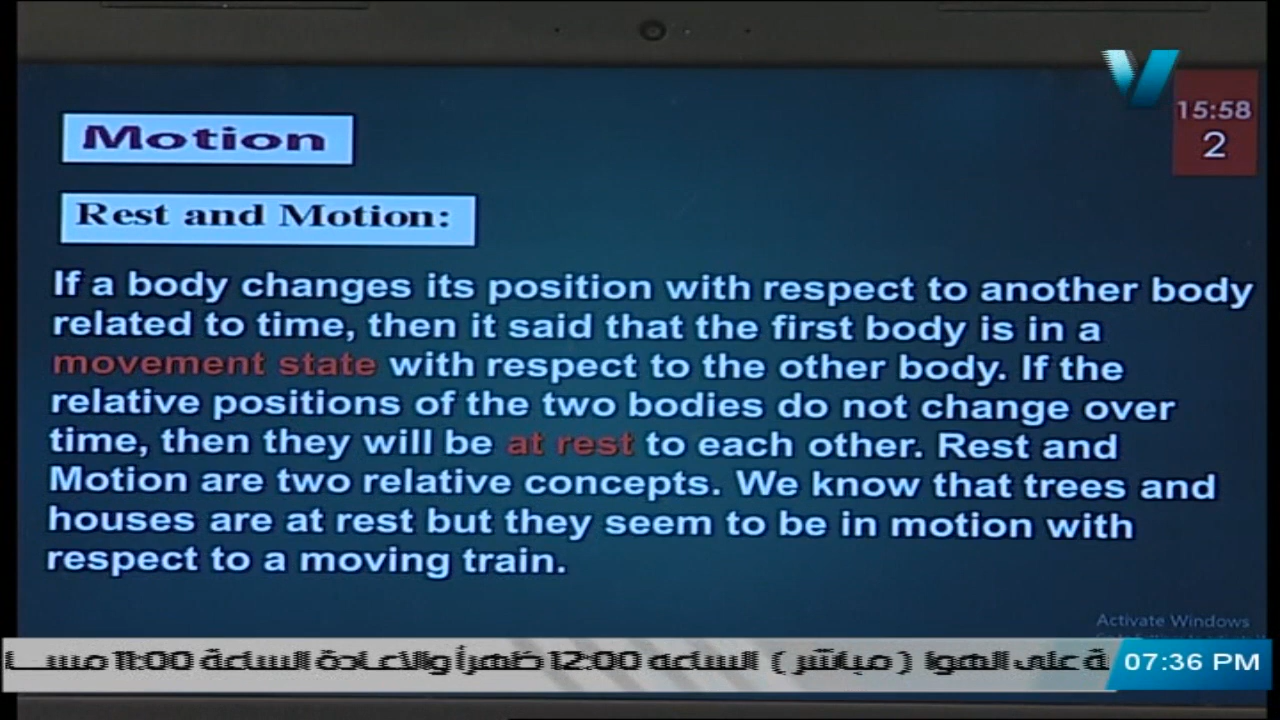 15:58
2
Motion
Rest and Motion:
If a body changes its position with respect to another body
related to time, then it said that the first body is in a
movement state with respect to the other body. If the
relative positions of the two bodies do not change over
time, then they will be at rest to each other. Rest and
Motion are two relative concepts. We know that trees and
houses are at rest but they seem to be in motion with
respect to a moving train.
Activate Windows
ة على الهوا ( مباشر ) الساعه 12:00 ظهراً والاعادة الساعة 11:00 مسا
07:36 PM